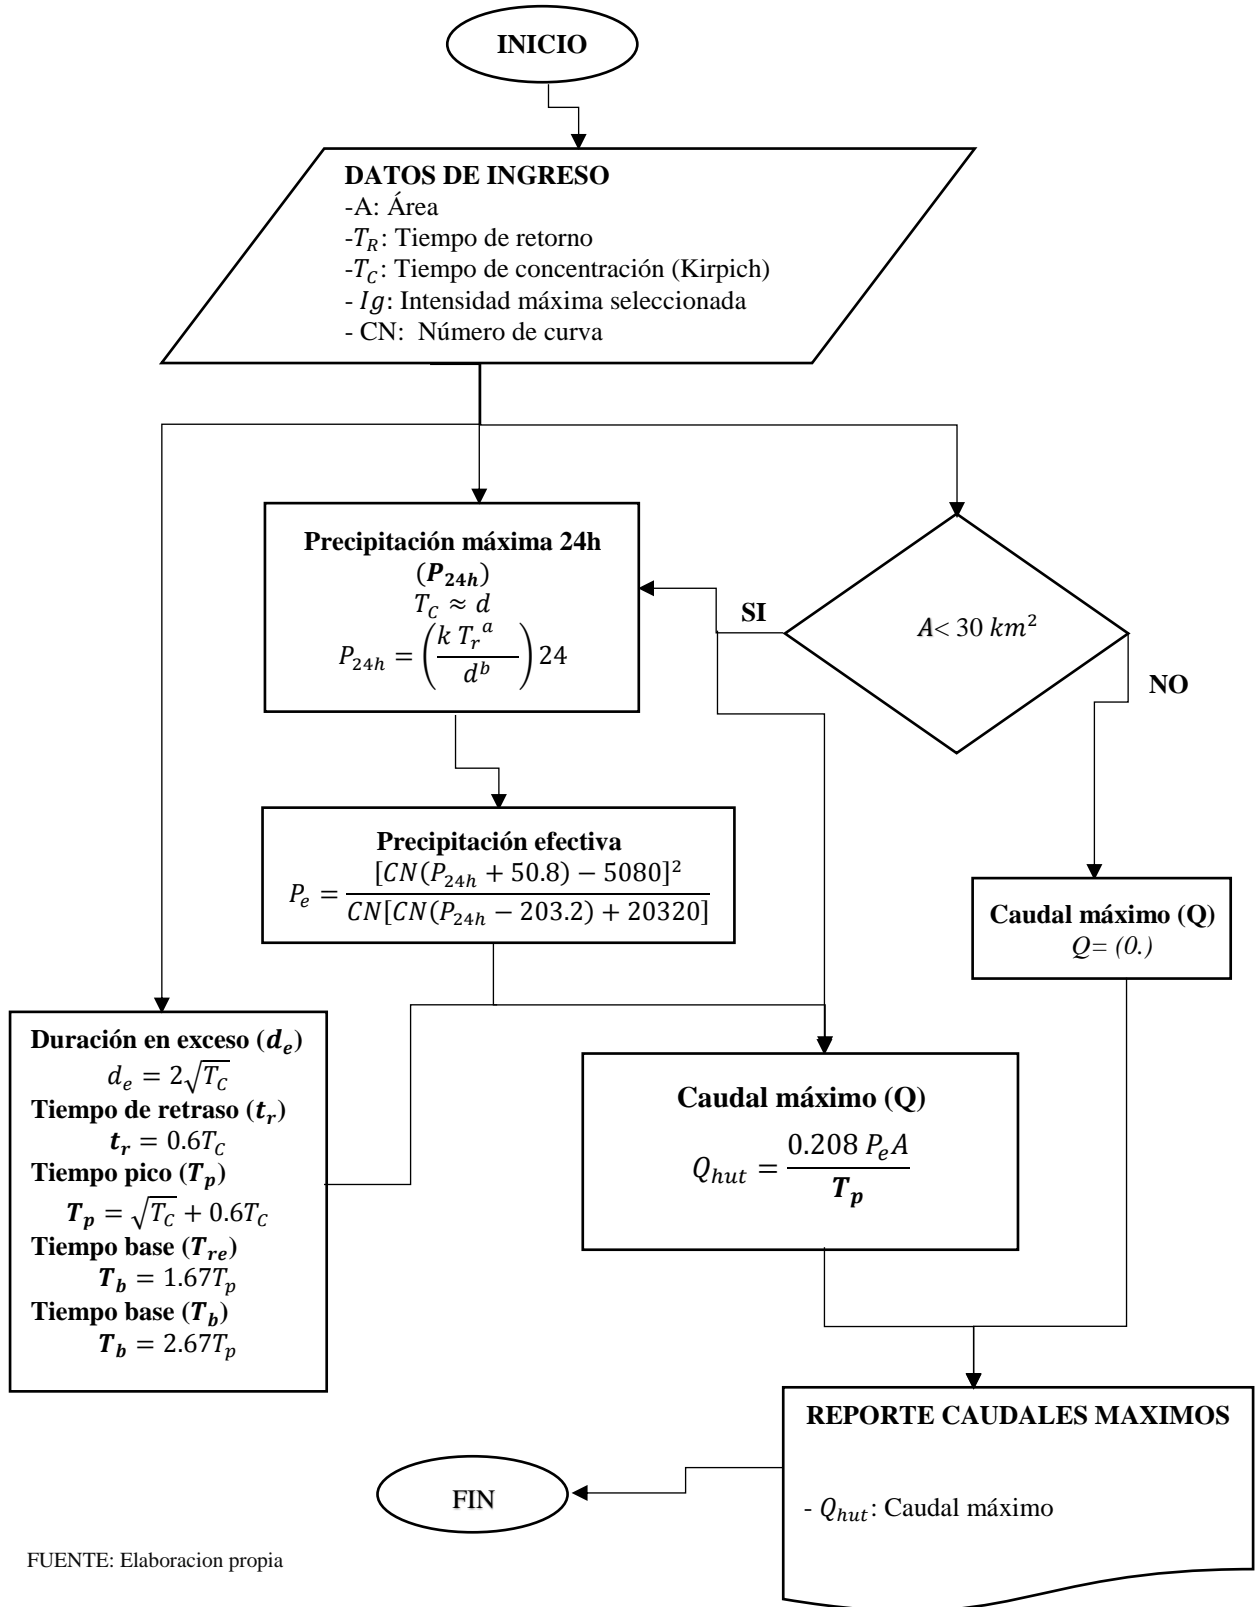 INICIO
DATOS DE INGRESO
-A: Área
-T_R: Tiempo de retorno
-T_C: Tiempo de concentración (Kirpich)
- Ig: Intensidad máxima seleccionada
- CN: Número de curva
Precipitación máxima 24h
(P_24h)
T_C ≈ d
P_24h = (k T_r^a / d^b) 24
SI
A< 30 km²
NO
Precipitación efectiva
P_e = [CN(P_24h + 50.8) − 5080]² / CN[CN(P_24h − 203.2) + 20320]
Caudal máximo (Q)
Q= (0.)
Duración en exceso (d_e)
d_e = 2√T_C
Tiempo de retraso (t_r)
t_r = 0.6T_C
Tiempo pico (T_p)
T_p = √T_C + 0.6T_C
Tiempo base (T_re)
T_b = 1.67T_p
Tiempo base (T_b)
T_b = 2.67T_p
Caudal máximo (Q)
Q_hut = 0.208 P_e A / T_p
REPORTE CAUDALES MAXIMOS
- Q_hut: Caudal máximo
FIN
FUENTE: Elaboracion propia